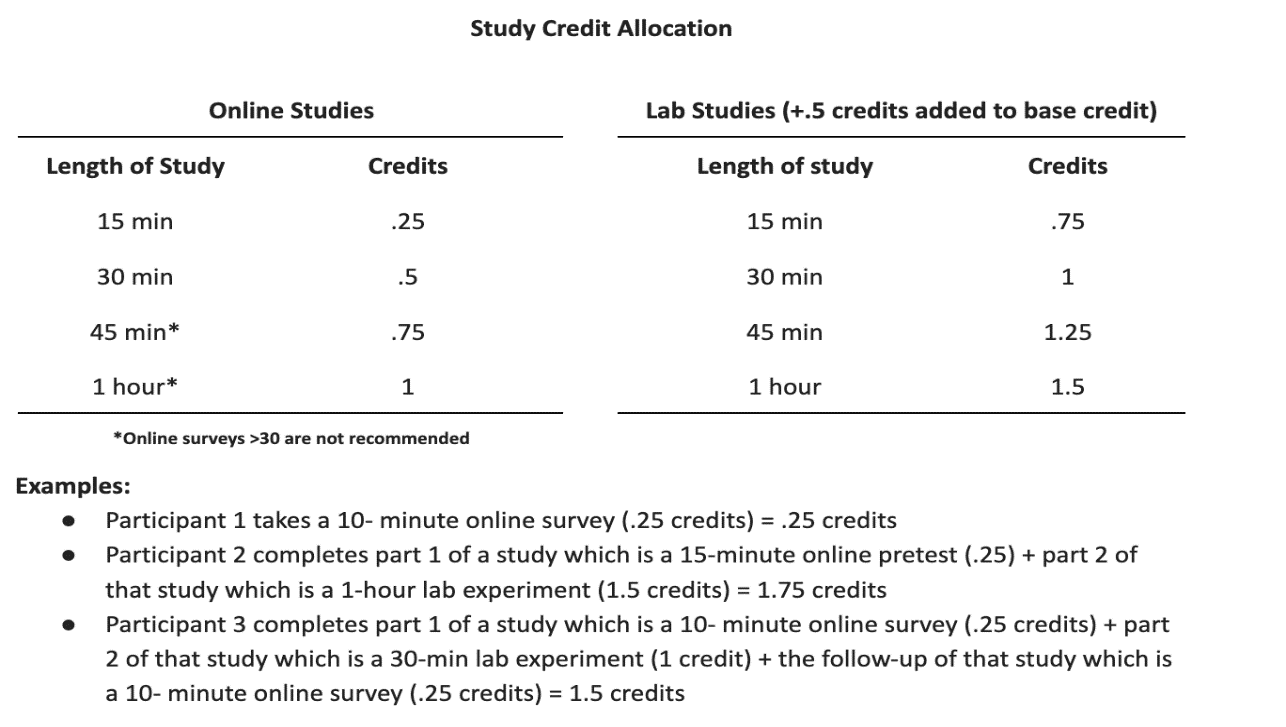 Study Credit Allocation
Online Studies
Length of Study Credits
15 min .25
30 min .5
45 min* .75
1 hour* 1
*Online surveys >30 are not recommended
Lab Studies (+.5 credits added to base credit)
Length of study Credits
15 min .75
30 min 1
45 min 1.25
1 hour 1.5
Examples:
● Participant 1 takes a 10- minute online survey (.25 credits) = .25 credits
● Participant 2 completes part 1 of a study which is a 15-minute online pretest (.25) + part 2 of
that study which is a 1-hour lab experiment (1.5 credits) = 1.75 credits
● Participant 3 completes part 1 of a study which is a 10- minute online survey (.25 credits) + part
2 of that study which is a 30-min lab experiment (1 credit) + the follow-up of that study which is
a 10- minute online survey (.25 credits) = 1.5 credits